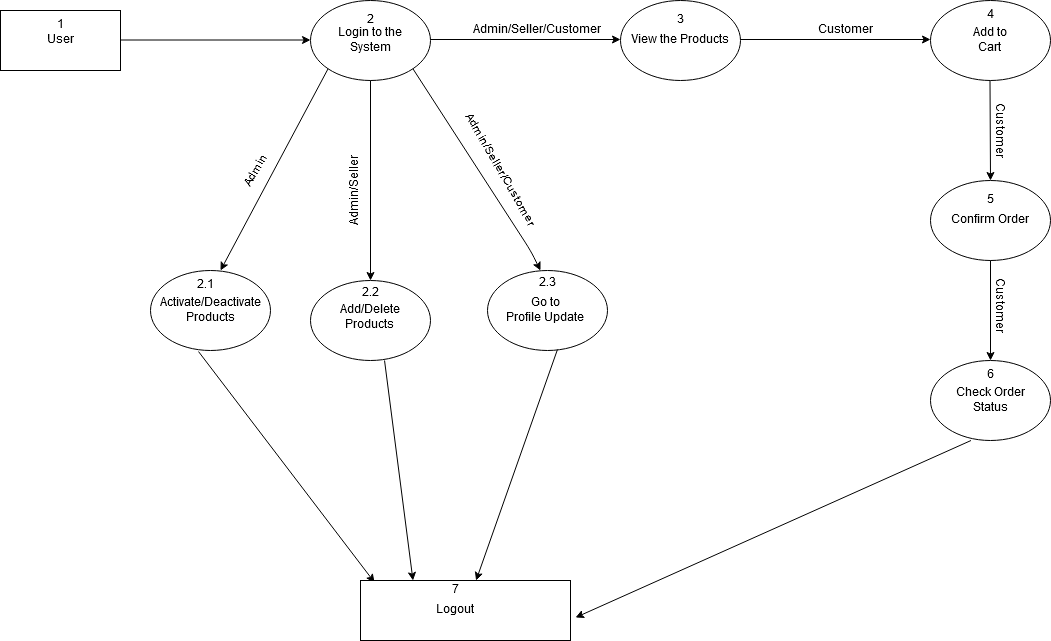 1
User
2
Login to the
System
Admin/Seller/Customer
3
View the Products
Customer
4
Add to
Cart
Customer
5
Confirm Order
Customer
6
Check Order
Status
Admin
Admin/Seller
Admin/Seller/Customer
2.1
Activate/Deactivate
Products
2.2
Add/Delete
Products
2.3
Go to
Profile Update
7
Logout